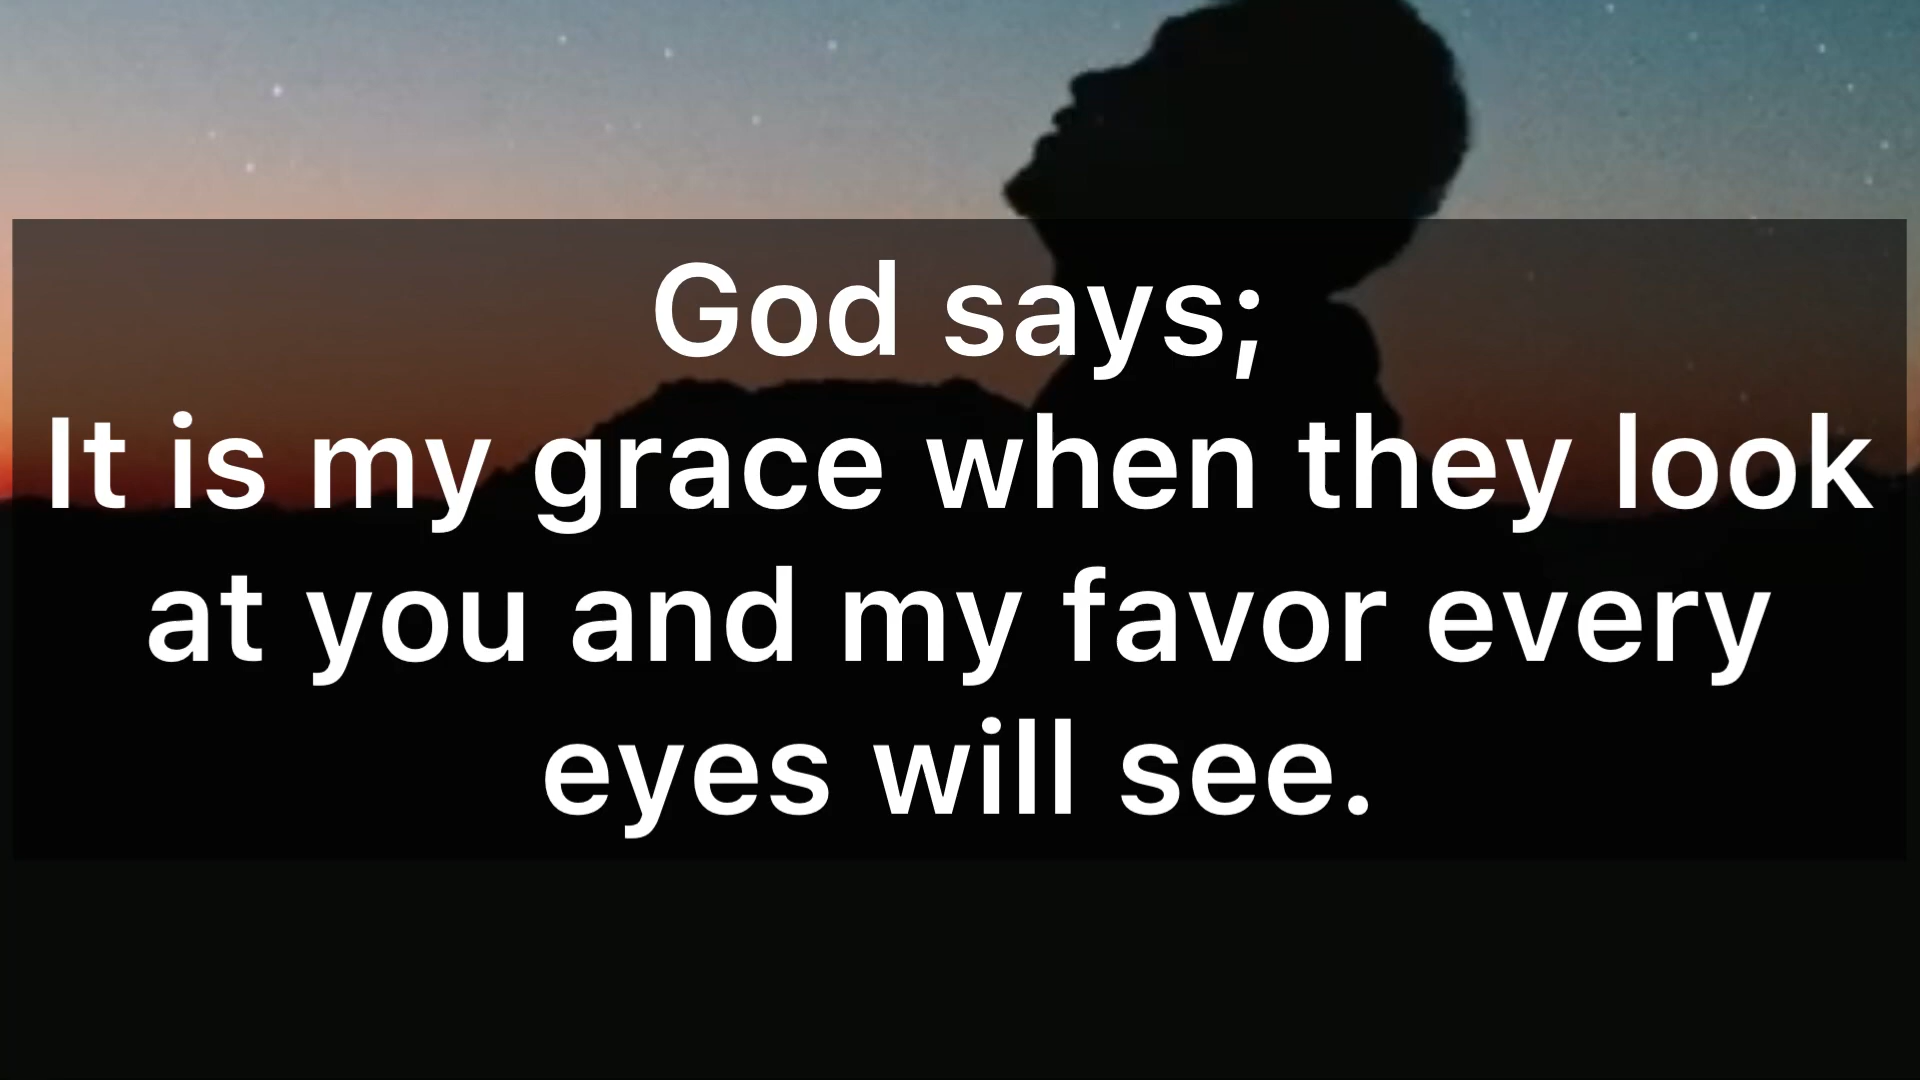 God says;
It is my grace when they look
at you and my favor every
eyes will see.